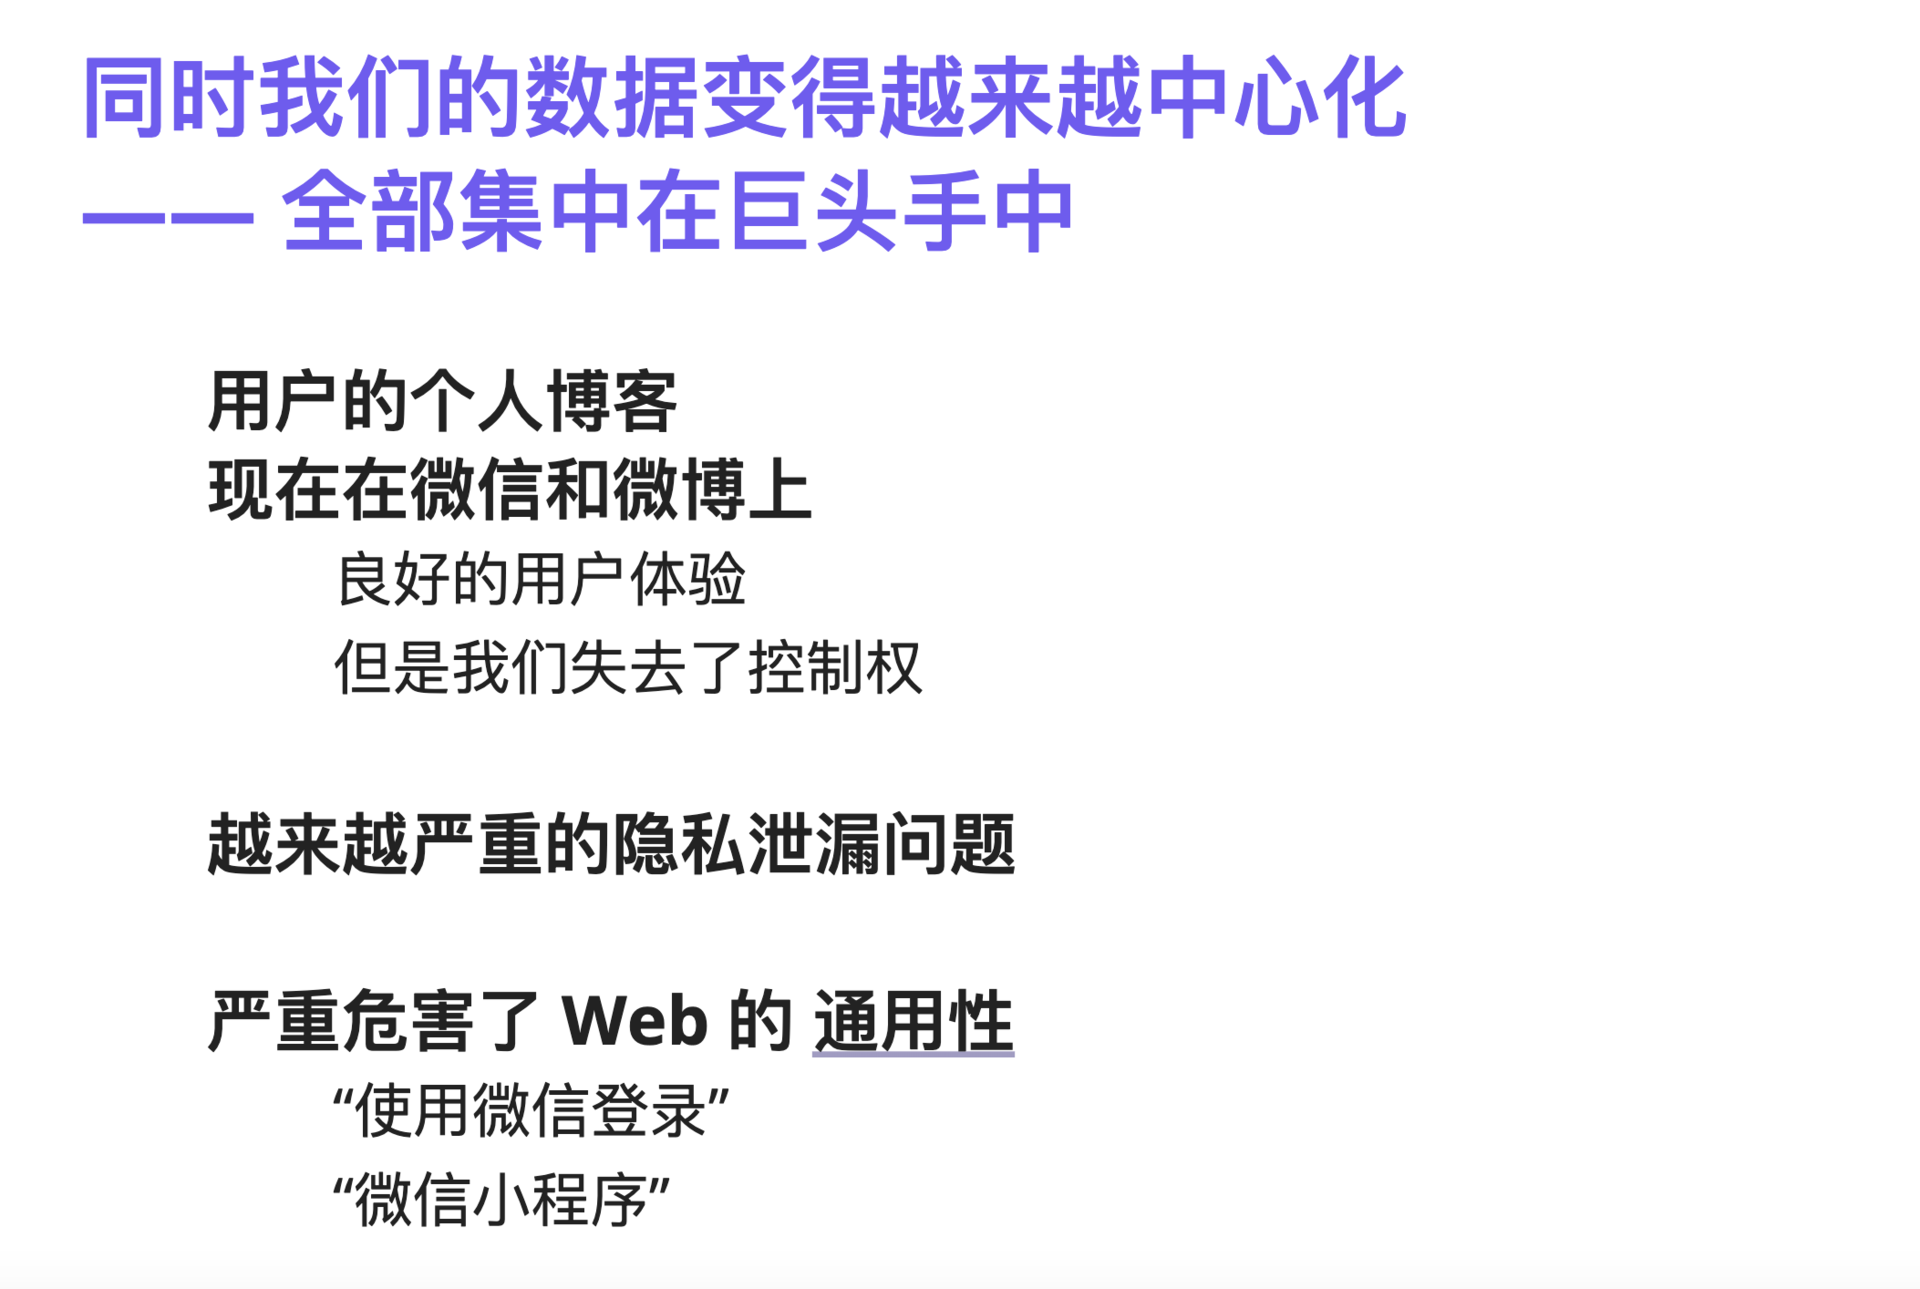 同时我们的数据变得越来越中心化
—— 全部集中在巨头手中
用户的个人博客
现在在微信和微博上
良好的用户体验
但是我们失去了控制权
越来越严重的隐私泄漏问题
严重危害了 Web 的 通用性
“使用微信登录”
“微信小程序”